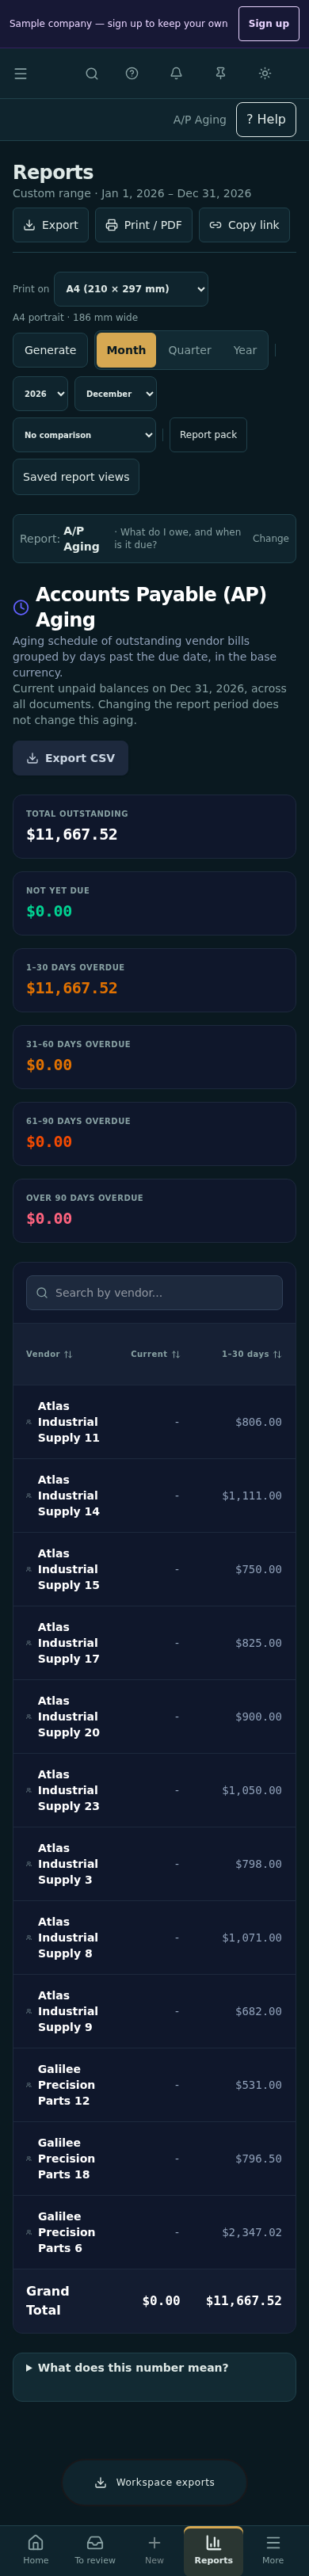 Sample company — sign up to keep your own
Sign up
A/P Aging
? Help
Reports
Custom range · Jan 1, 2026 – Dec 31, 2026
Export
Print / PDF
Copy link
Print on
A4 (210 × 297 mm)
A4 portrait · 186 mm wide
Generate
Month
Quarter
Year
2026
December
No comparison
Report pack
Saved report views
Report:
A/P
Aging
· What do I owe, and when
is it due?
Change
Accounts Payable (AP)
Aging
Aging schedule of outstanding vendor bills
grouped by days past the due date, in the base
currency.
Current unpaid balances on Dec 31, 2026, across
all documents. Changing the report period does
not change this aging.
Export CSV
TOTAL OUTSTANDING
$11,667.52
NOT YET DUE
$0.00
1–30 DAYS OVERDUE
$11,667.52
31–60 DAYS OVERDUE
$0.00
61–90 DAYS OVERDUE
$0.00
OVER 90 DAYS OVERDUE
$0.00
Search by vendor...
Vendor
Current
1–30 days
Atlas
Industrial
Supply 11
-
$806.00
Atlas
Industrial
Supply 14
-
$1,111.00
Atlas
Industrial
Supply 15
-
$750.00
Atlas
Industrial
Supply 17
-
$825.00
Atlas
Industrial
Supply 20
-
$900.00
Atlas
Industrial
Supply 23
-
$1,050.00
Atlas
Industrial
Supply 3
-
$798.00
Atlas
Industrial
Supply 8
-
$1,071.00
Atlas
Industrial
Supply 9
-
$682.00
Galilee
Precision
Parts 12
-
$531.00
Galilee
Precision
Parts 18
-
$796.50
Galilee
Precision
Parts 6
-
$2,347.02
Grand
Total
$0.00
$11,667.52
What does this number mean?
Workspace exports
Home
To review
New
Reports
More